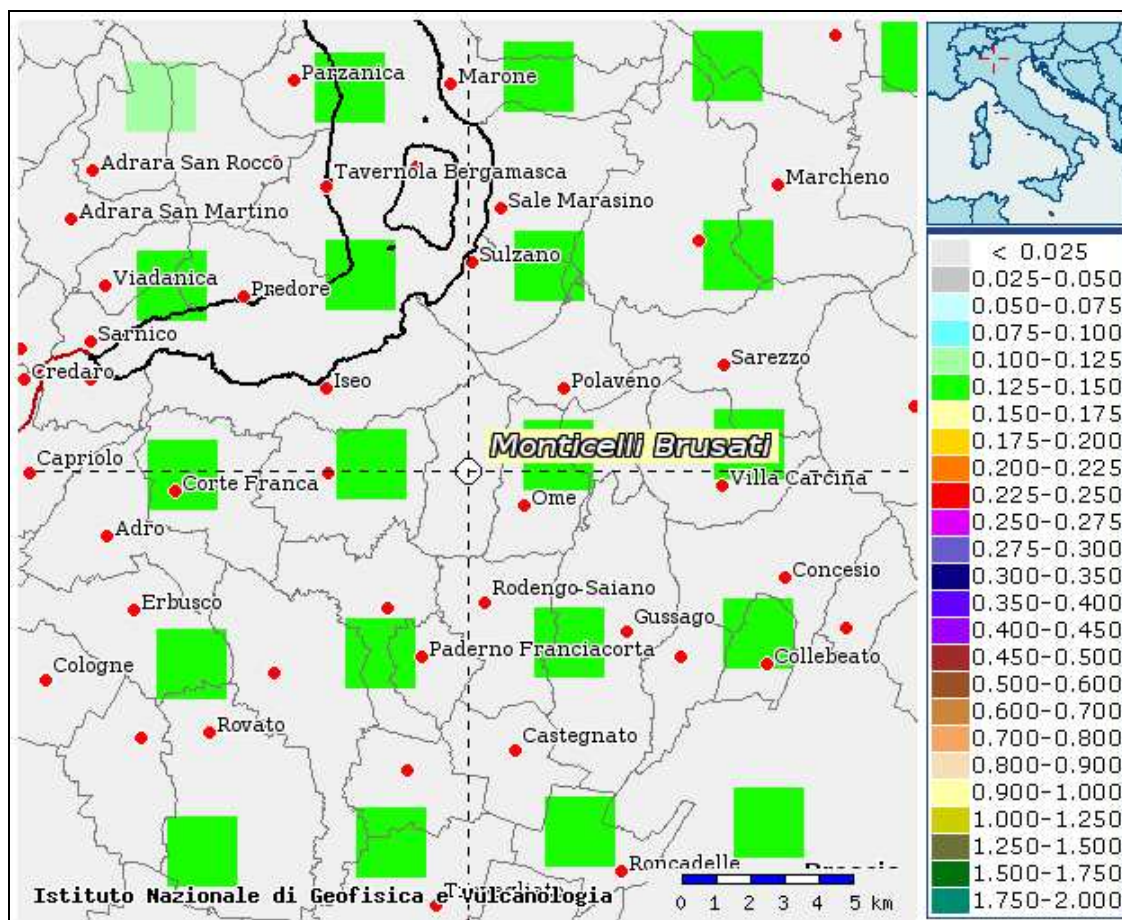 Parzanica
Marone
Adrara San Rocco
Tavernola Bergamasca
Marcheno
Sale Marasino
Adrara San Martino
Sulzano
Viadanica
Predore
Sarnico
Sarezzo
Credaro
Iseo
Polaveno
Monticelli Brusati
Capriolo
Corte Franca
Villa Carcina
Ome
Adro
Concesio
Rodengo-Saiano
Erbusco
Gussago
Paderno Franciacorta
Collebeato
Cologne
Rovato
Castegnato
Roncadelle
Istituto Nazionale di Geofisica e Vulcanologia
0 1 2 3 4 5 km
< 0.025
0.025-0.050
0.050-0.075
0.075-0.100
0.100-0.125
0.125-0.150
0.150-0.175
0.175-0.200
0.200-0.225
0.225-0.250
0.250-0.275
0.275-0.300
0.300-0.350
0.350-0.400
0.400-0.450
0.450-0.500
0.500-0.600
0.600-0.700
0.700-0.800
0.800-0.900
0.900-1.000
1.000-1.250
1.250-1.500
1.500-1.750
1.750-2.000